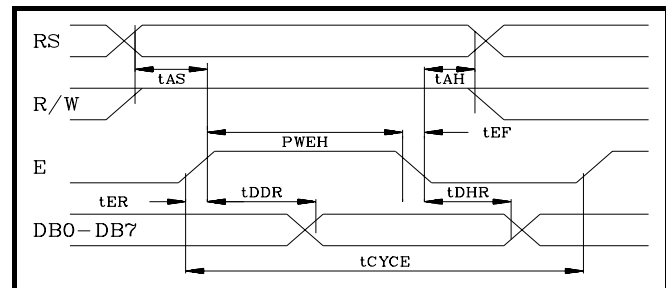 RS
tAS
tAH
R/W
PWEH
tEF
E
tER
tDDR
tDHR
DB0-DB7
tCYCE